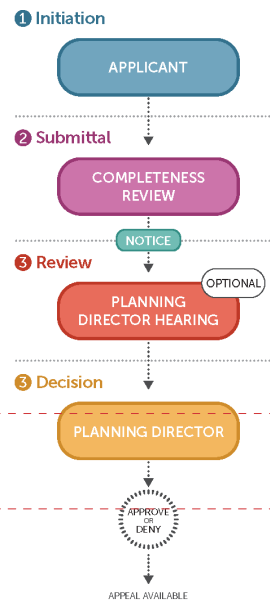 1 Initiation
APPLICANT
2 Submittal
COMPLETENESS
REVIEW
NOTICE
3 Review
OPTIONAL
PLANNING
DIRECTOR HEARING
3 Decision
PLANNING DIRECTOR
APPROVE
OR
DENY
APPEAL AVAILABLE